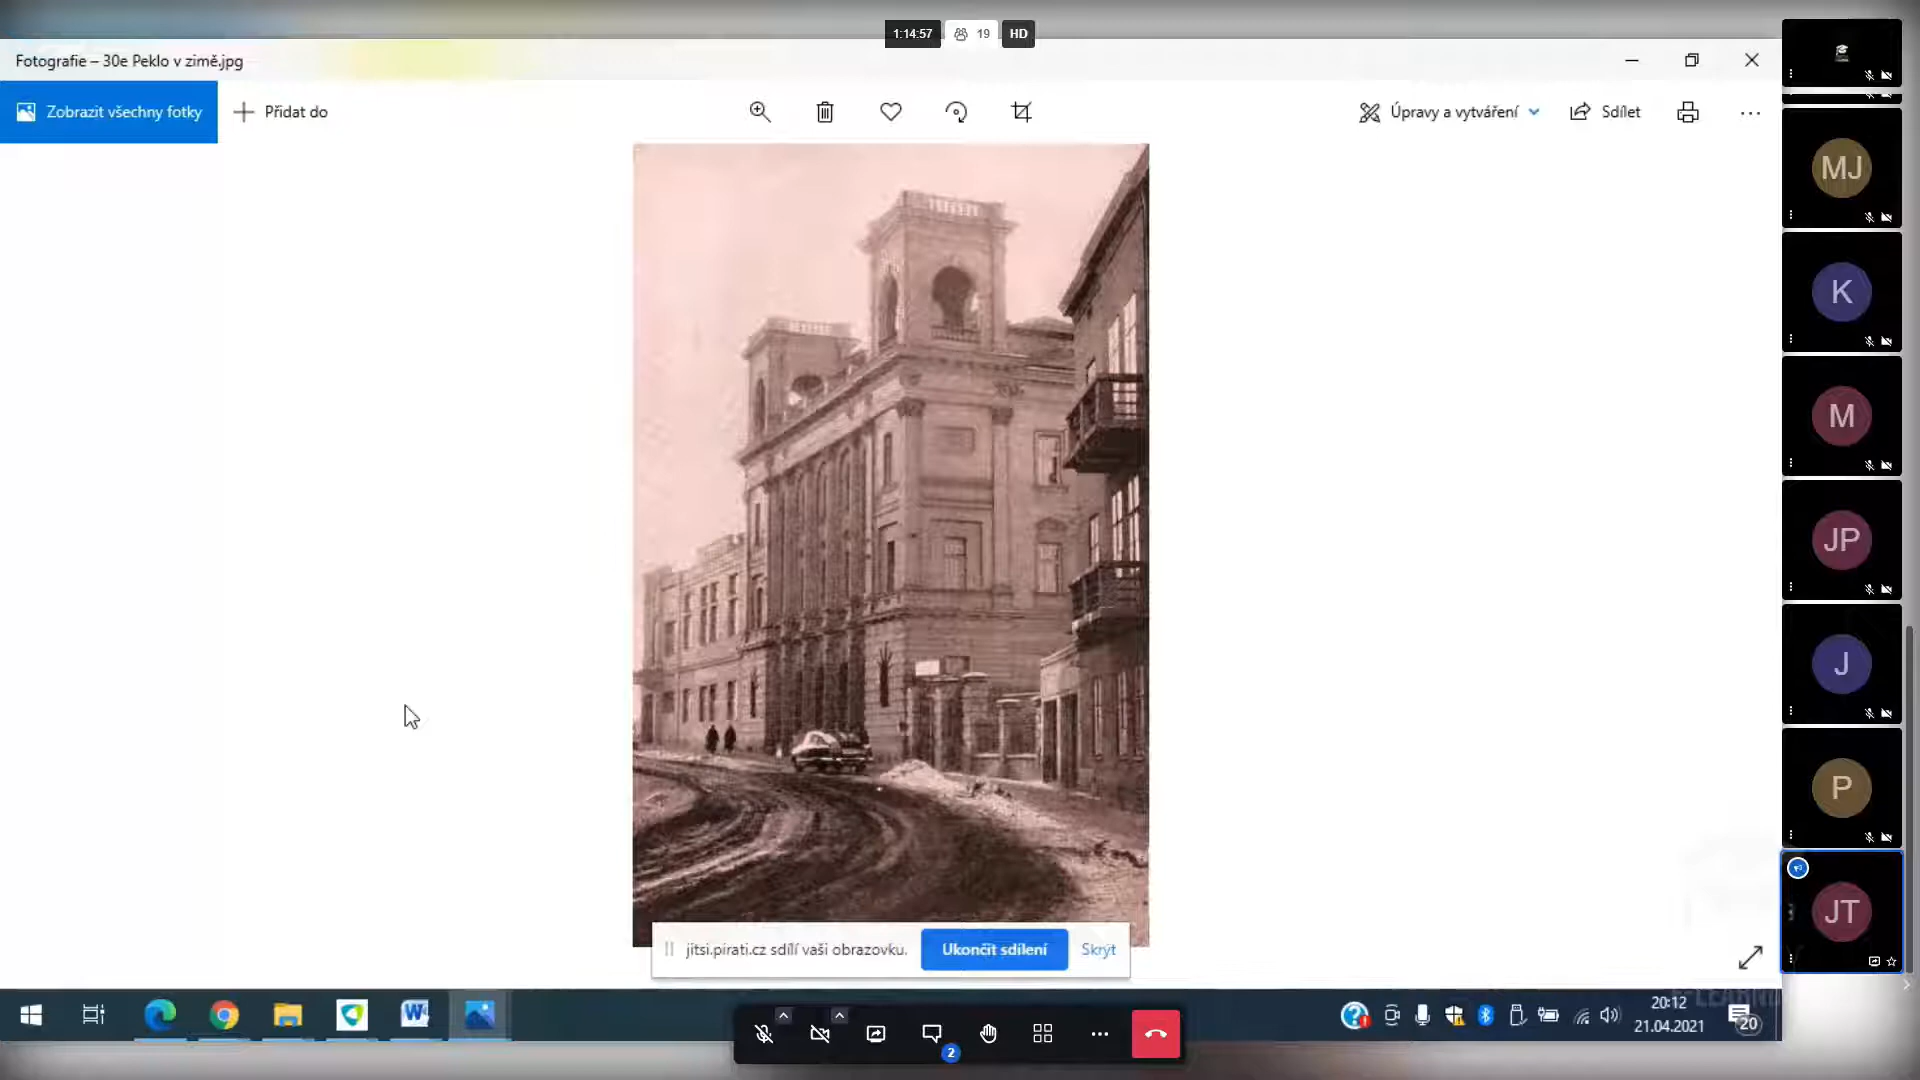 1:14:57
19
HD
Fotografie – 30e Peklo v zimě.jpg
Zobrazit všechny fotky
Přidat do
Úpravy a vytváření
Sdílet
MJ
K
M
JP
J
P
JT
jitsi.pirati.cz sdílí vaši obrazovku.
Ukončit sdílení
Skrýt
20:12
21.04.2021
20
2